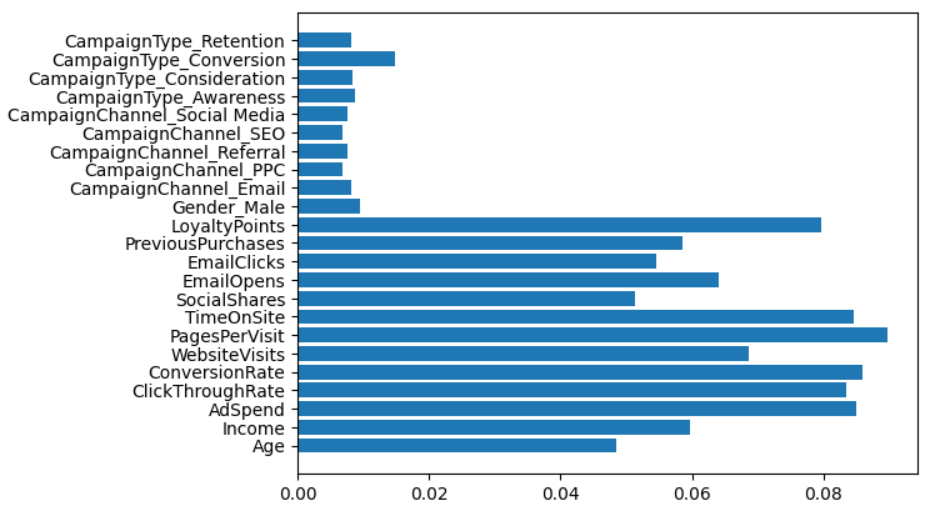 CampaignType_Retention
CampaignType_Conversion
CampaignType_Consideration
CampaignType_Awareness
CampaignChannel_Social Media
CampaignChannel_SEO
CampaignChannel_Referral
CampaignChannel_PPC
CampaignChannel_Email
Gender_Male
LoyaltyPoints
PreviousPurchases
EmailClicks
EmailOpens
SocialShares
TimeOnSite
PagesPerVisit
WebsiteVisits
ConversionRate
ClickThroughRate
AdSpend
Income
Age
0.00 0.02 0.04 0.06 0.08